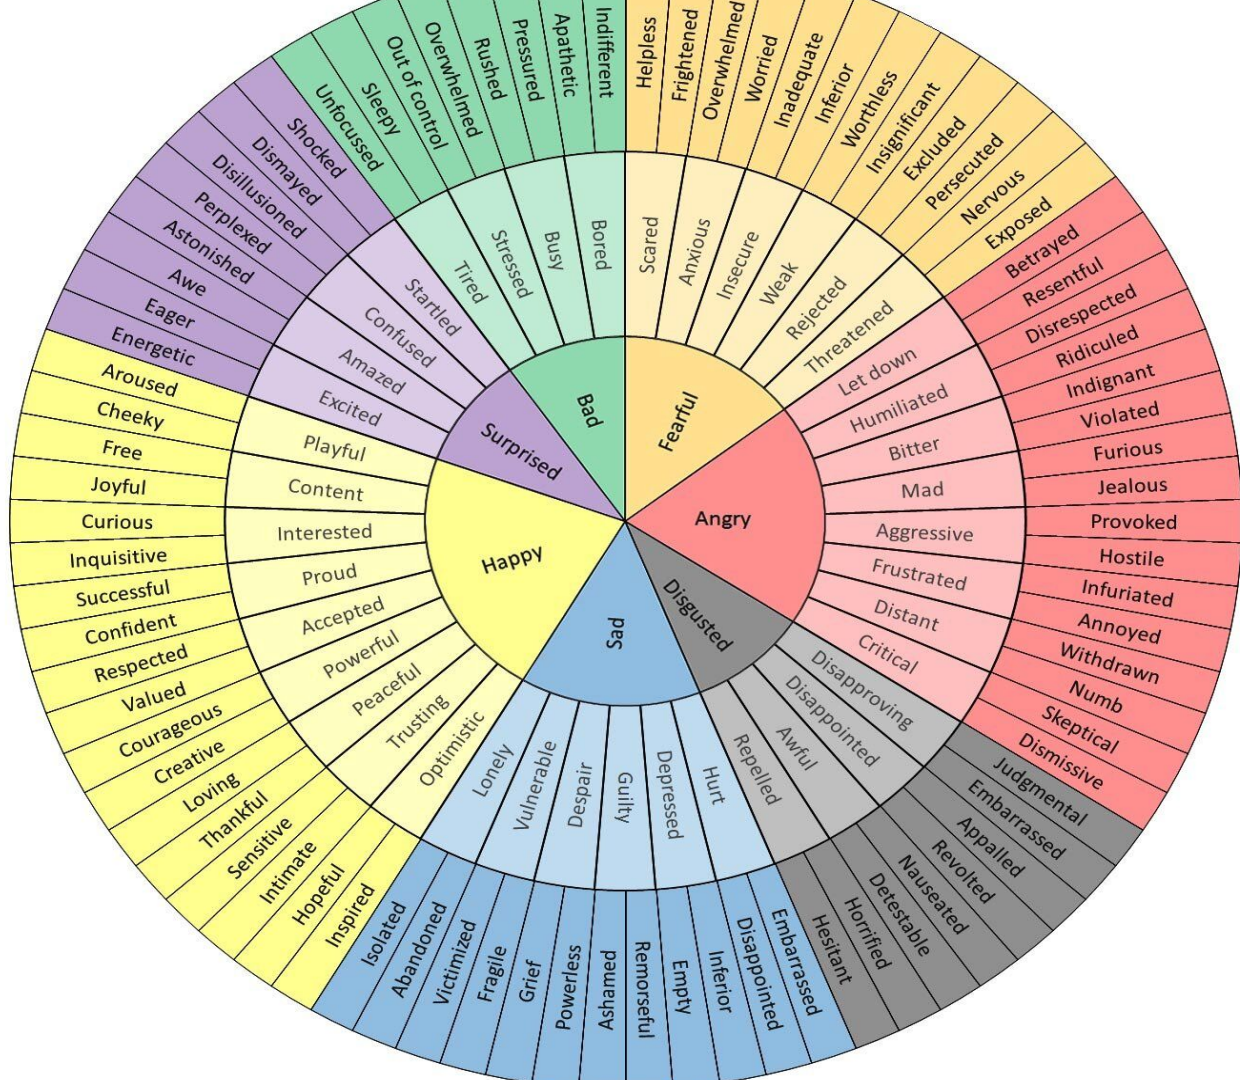 Fearful
Angry
Disgusted
Sad
Happy
Surprised
Bad
Scared
Anxious
Insecure
Weak
Rejected
Threatened
Let down
Humiliated
Bitter
Mad
Aggressive
Frustrated
Distant
Critical
Disapproving
Disappointed
Awful
Repelled
Hurt
Depressed
Guilty
Despair
Vulnerable
Lonely
Optimistic
Trusting
Peaceful
Powerful
Accepted
Proud
Interested
Content
Playful
Excited
Amazed
Confused
Startled
Tired
Stressed
Busy
Bored
Helpless
Frightened
Overwhelmed
Worried
Inadequate
Inferior
Worthless
Insignificant
Excluded
Persecuted
Nervous
Exposed
Betrayed
Resentful
Disrespected
Ridiculed
Indignant
Violated
Furious
Jealous
Provoked
Hostile
Infuriated
Annoyed
Withdrawn
Numb
Skeptical
Dismissive
Judgmental
Embarrassed
Appalled
Revolted
Nauseated
Detestable
Horrified
Hesitant
Embarrassed
Disappointed
Inferior
Empty
Remorseful
Ashamed
Powerless
Grief
Fragile
Victimized
Abandoned
Isolated
Inspired
Hopeful
Intimate
Sensitive
Thankful
Loving
Creative
Courageous
Valued
Respected
Confident
Successful
Inquisitive
Curious
Joyful
Free
Cheeky
Aroused
Energetic
Eager
Awe
Astonished
Perplexed
Disillusioned
Dismayed
Shocked
Unfocussed
Sleepy
Out of control
Overwhelmed
Rushed
Pressured
Apathetic
Indifferent